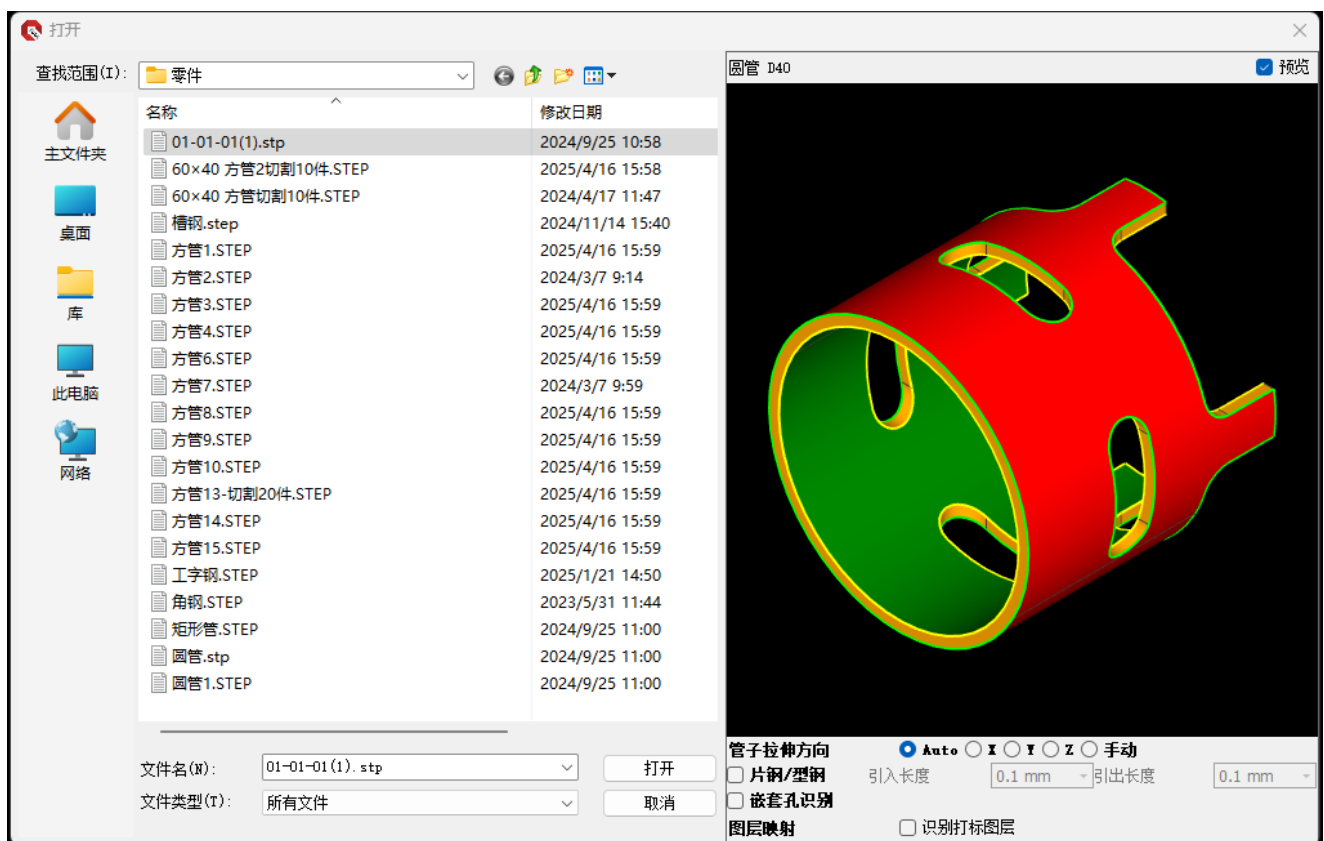 打开
查找范围(I):
零件
圆管 D40
预览
名称
修改日期
主文件夹
桌面
库
此电脑
网络
01-01-01(1).stp 2024/9/25 10:58
60×40 方管2切割10件.STEP 2025/4/16 15:58
60×40 方管切割10件.STEP 2024/4/17 11:47
槽钢.step 2024/11/14 15:40
方管1.STEP 2025/4/16 15:59
方管2.STEP 2024/3/7 9:14
方管3.STEP 2025/4/16 15:59
方管4.STEP 2025/4/16 15:59
方管6.STEP 2025/4/16 15:59
方管7.STEP 2024/3/7 9:59
方管8.STEP 2025/4/16 15:59
方管9.STEP 2025/4/16 15:59
方管10.STEP 2025/4/16 15:59
方管13-切割20件.STEP 2025/4/16 15:59
方管14.STEP 2025/4/16 15:59
方管15.STEP 2025/4/16 15:59
工字钢.STEP 2025/1/21 14:50
角钢.STEP 2023/5/31 11:44
矩形管.STEP 2024/9/25 11:00
圆管.stp 2024/9/25 11:00
圆管1.STEP 2024/9/25 11:00
文件名(N): 01-01-01(1).stp 打开
文件类型(T): 所有文件 取消
管子拉伸方向 Auto X Y Z 手动
片钢/型钢 引入长度 0.1 mm 引出长度 0.1 mm
嵌套孔识别
图层映射 识别打标图层